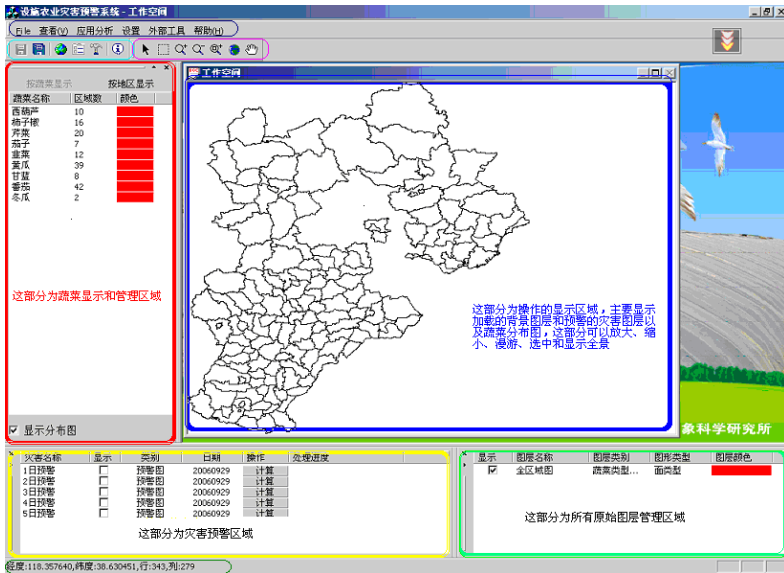 设施农业灾害预警系统 - 工作空间
File 查看(V) 应用分析 设置 外部工具 帮助(H)
按蔬菜显示 按地区显示
蔬菜名称 区域数 颜色
西葫芦 10
柿子椒 16
芹菜 20
茄子 7
韭菜 12
黄瓜 39
甘蓝 8
番茄 42
冬瓜 2
这部分为蔬菜显示和管理区域
显示分布图
工作空间
这部分为操作的显示区域，主要显示
加载的背景图层和预警的灾害图层以
及蔬菜分布图，这部分可以放大、缩
小、漫游、选中和显示全景
象科学研究所
灾害名称 显示 类别 日期 操作 处理进度
1日预警 预警图 20060929 计算
2日预警 预警图 20060929 计算
3日预警 预警图 20060929 计算
4日预警 预警图 20060929 计算
5日预警 预警图 20060929 计算
这部分为灾害预警区域
显示 图层名称 图层类别 图形类型 图层颜色
全区域图 蔬菜类型... 面类型
这部分为所有原始图层管理区域
经度:118.357640,纬度:38.630451,行:343,列:279